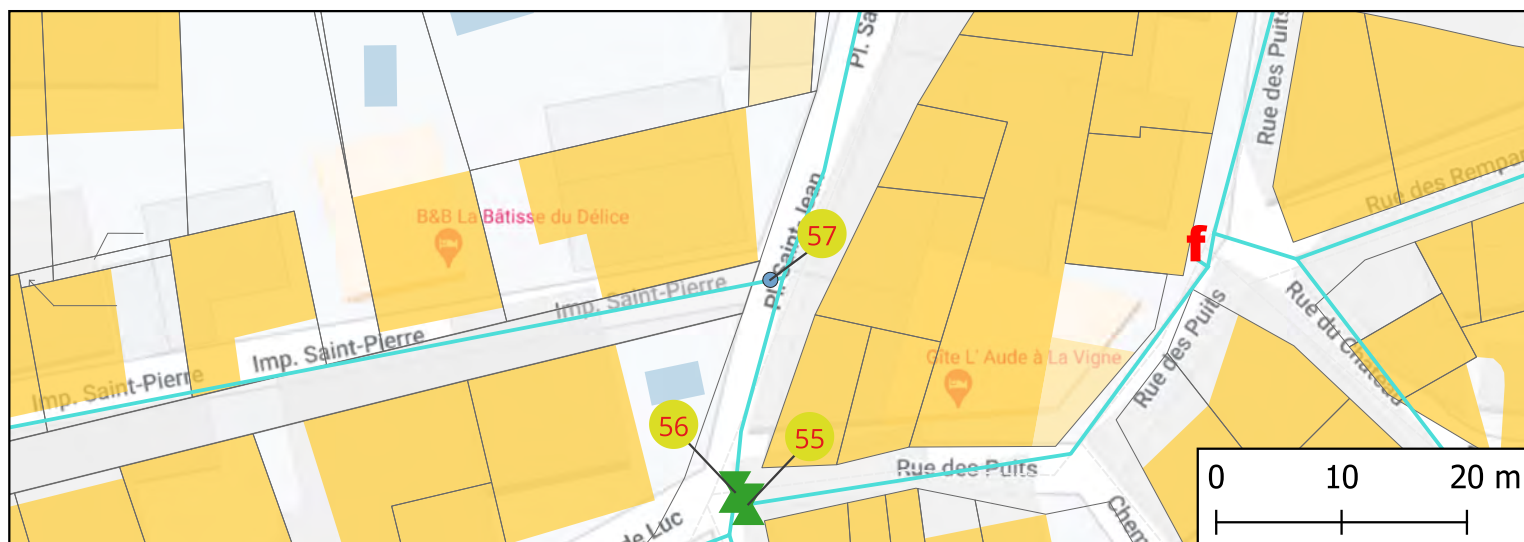 Pl. Sa
Rue des Puits
Rue des Rempar
B&B La Bâtisse du Délice
Pl. Saint-Jean
57
f
Imp. Saint-Pierre
Imp. Saint-Pierre
Imp. Saint-Pierre
Rue des Puits
Rue du Château
Gîte L' Aude à La Vigne
56
55
Rue des Puits
de Luc
Chem
0 10 20 m